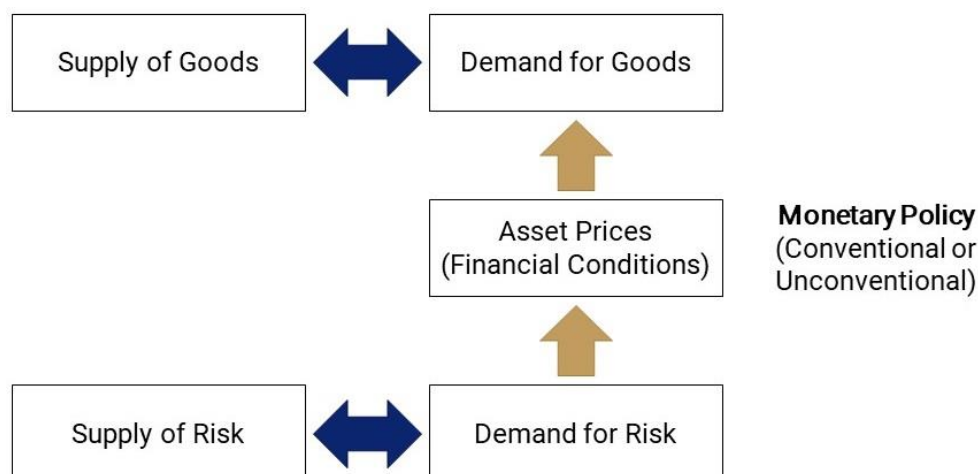 Supply of Goods
Demand for Goods
Asset Prices
(Financial Conditions)
Monetary Policy
(Conventional or
Unconventional)
Supply of Risk
Demand for Risk